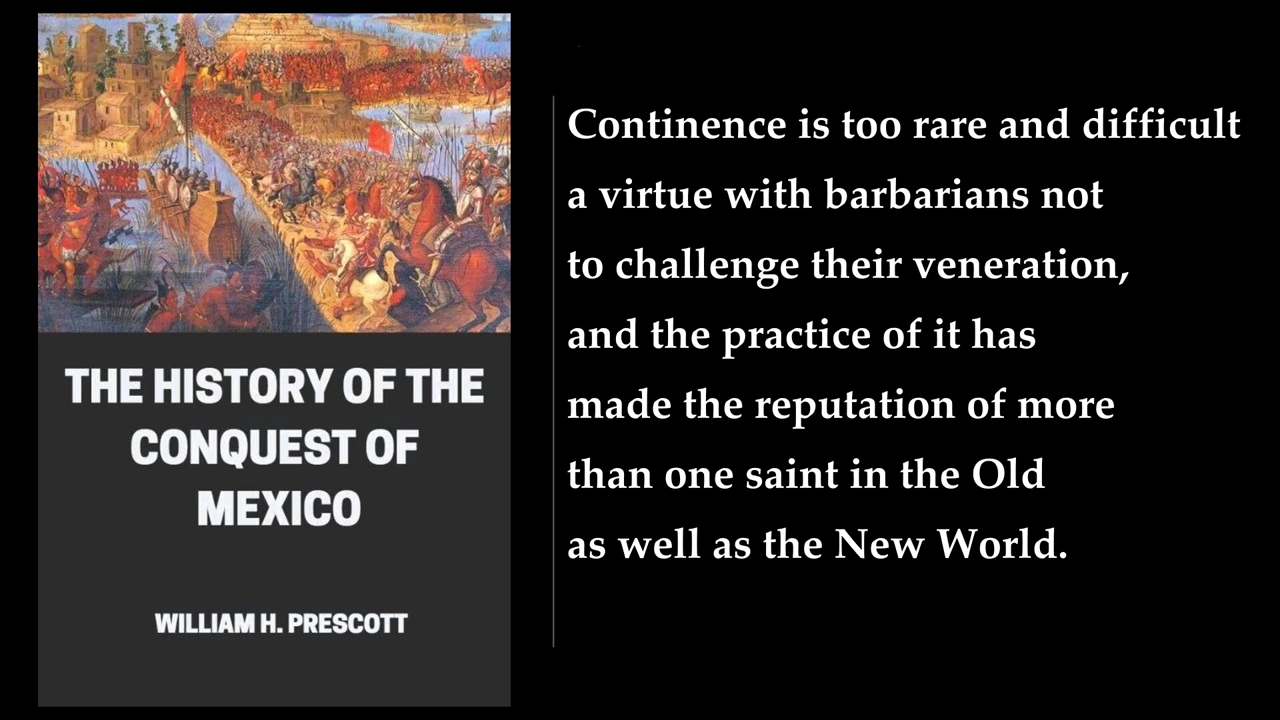 THE HISTORY OF THE
CONQUEST OF
MEXICO
WILLIAM H. PRESCOTT
Continence is too rare and difficult
a virtue with barbarians not
to challenge their veneration,
and the practice of it has
made the reputation of more
than one saint in the Old
as well as the New World.